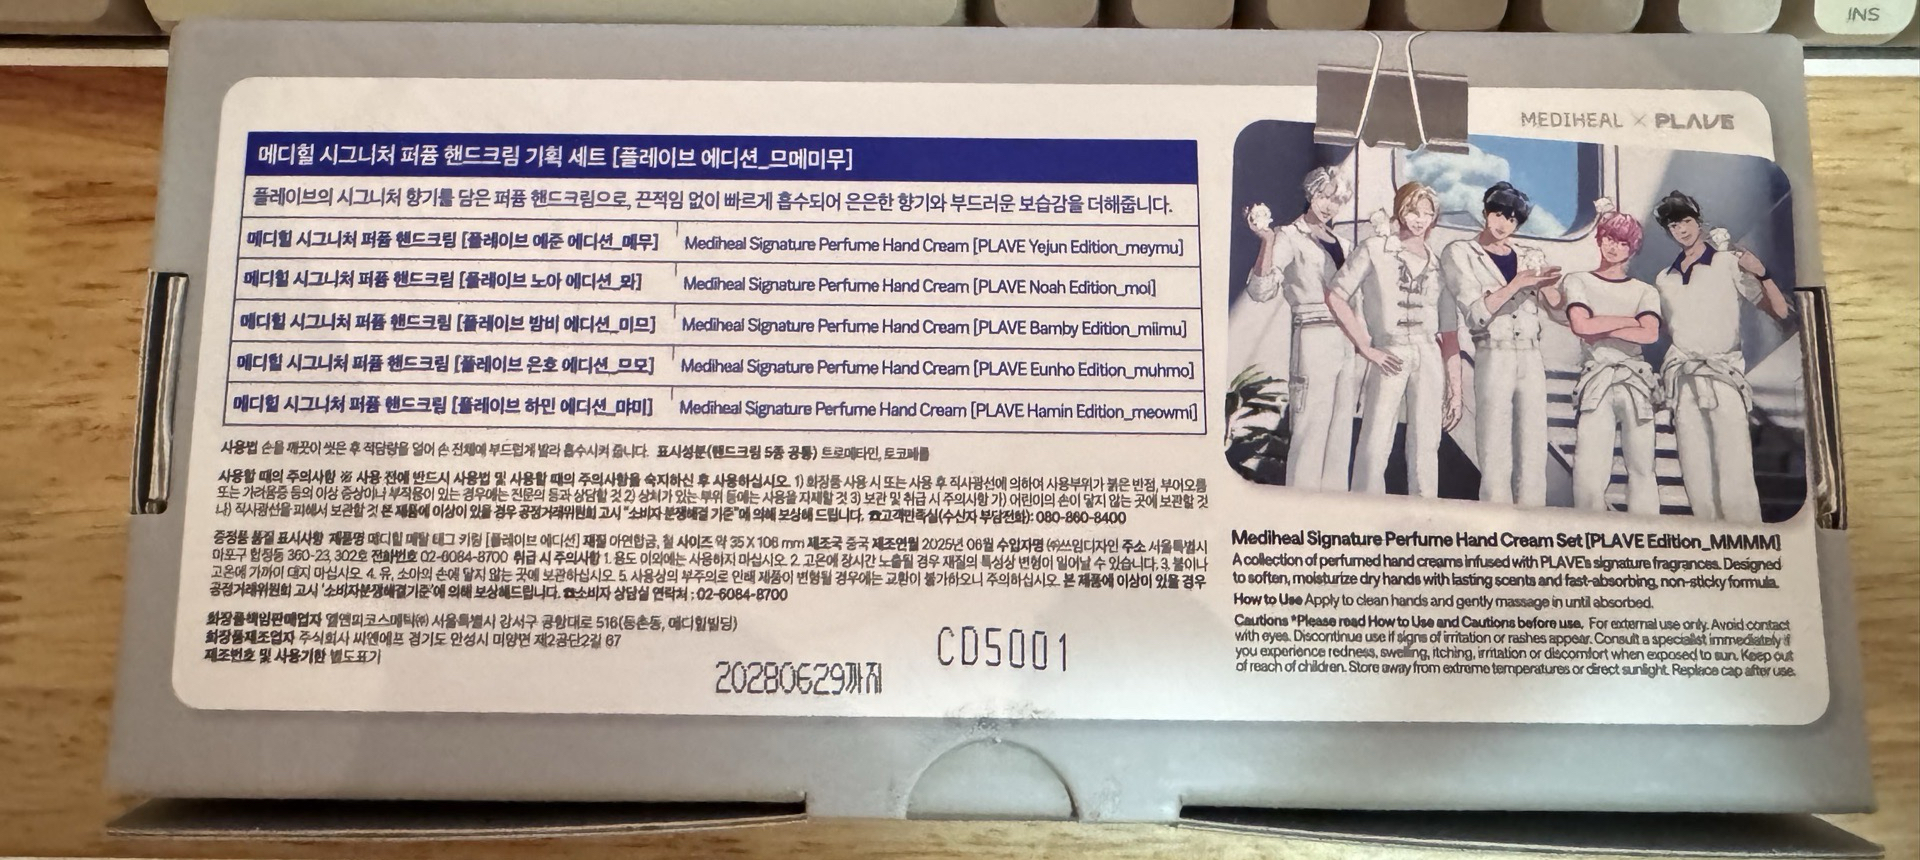 INS
MEDIHEAL × PLAVE
메디힐 시그니처 퍼퓸 핸드크림 기획 세트 [플레이브 에디션_므메미무]
플레이브의 시그니처 향기를 담은 퍼퓸 핸드크림으로, 끈적임 없이 빠르게 흡수되어 은은한 향기와 부드러운 보습감을 더해줍니다.
메디힐 시그니처 퍼퓸 핸드크림 [플레이브 예준 에디션_메무] Mediheal Signature Perfume Hand Cream [PLAVE Yejun Edition_meymu]
메디힐 시그니처 퍼퓸 핸드크림 [플레이브 노아 에디션_뫄] Mediheal Signature Perfume Hand Cream [PLAVE Noah Edition_moi]
메디힐 시그니처 퍼퓸 핸드크림 [플레이브 밤비 에디션_미므] Mediheal Signature Perfume Hand Cream [PLAVE Bamby Edition_miimu]
메디힐 시그니처 퍼퓸 핸드크림 [플레이브 은호 에디션_므모] Mediheal Signature Perfume Hand Cream [PLAVE Eunho Edition_muhmo]
메디힐 시그니처 퍼퓸 핸드크림 [플레이브 하민 에디션_먀미] Mediheal Signature Perfume Hand Cream [PLAVE Hamin Edition_meowmi]
사용법 손을 깨끗이 씻은 후 적당량을 덜어 손 전체에 부드럽게 발라 흡수시켜 줍니다. 표시성분(핸드크림 5종 공통) 트로메타민, 토코페롤
사용할 때의 주의사항 ※ 사용 전에 반드시 사용법 및 사용할 때의 주의사항을 숙지하신 후 사용하십시오. 1) 화장품 사용 시 또는 사용 후 직사광선에 의하여 사용부위가 붉은 반점, 부어오름
또는 가려움증 등의 이상 증상이나 부작용이 있는 경우에는 전문의 등과 상담할 것 2) 상처가 있는 부위 등에는 사용을 자제할 것 3) 보관 및 취급 시 주의사항 가) 어린이의 손이 닿지 않는 곳에 보관할 것
나) 직사광선을 피해서 보관할 것 본 제품에 이상이 있을 경우 공정거래위원회 고시 "소비자 분쟁해결 기준"에 의해 보상해 드립니다. ☎고객만족실(수신자 부담전화): 080-860-8400
증정품 품질 표시사항 제품명 메디힐 메탈 태그 키링 [플레이브 에디션] 재질 아연합금, 철 사이즈 약 35 X 106 mm 제조국 중국 제조연월 2025년 06월 수입자명 ㈜쓰임디자인 주소 서울특별시
마포구 합정동 360-23, 302호 전화번호 02-6084-8700 취급 시 주의사항 1. 용도 이외에는 사용하지 마십시오. 2. 고온에 장시간 노출될 경우 재질의 특성상 변형이 일어날 수 있습니다. 3. 불이나
고온에 가까이 대지 마십시오. 4. 유, 소아의 손에 닿지 않는 곳에 보관하십시오. 5. 사용상의 부주의로 인해 제품이 변형될 경우에는 교환이 불가하오니 주의하십시오. 본 제품에 이상이 있을 경우
공정거래위원회 고시 '소비자분쟁해결기준'에 의해 보상해드립니다. ☎소비자 상담실 연락처 : 02-6084-8700
화장품책임판매업자 엘앤피코스메틱㈜ 서울특별시 강서구 공항대로 516(등촌동, 메디힐빌딩)
화장품제조업자 주식회사 씨엔에프 경기도 안성시 미양면 제2공단2길 67
제조번호 및 사용기한 별도표기
20280629까지
CD5001
Mediheal Signature Perfume Hand Cream Set [PLAVE Edition_MMMM]
A collection of perfumed hand creams infused with PLAVE's signature fragrances. Designed
to soften, moisturize dry hands with lasting scents and fast-absorbing, non-sticky formula.
How to Use Apply to clean hands and gently massage in until absorbed.
Cautions *Please read How to Use and Cautions before use. For external use only. Avoid contact
with eyes. Discontinue use if signs of irritation or rashes appear. Consult a specialist immediately if
you experience redness, swelling, itching, irritation or discomfort when exposed to sun. Keep out
of reach of children. Store away from extreme temperatures or direct sunlight. Replace cap after use.